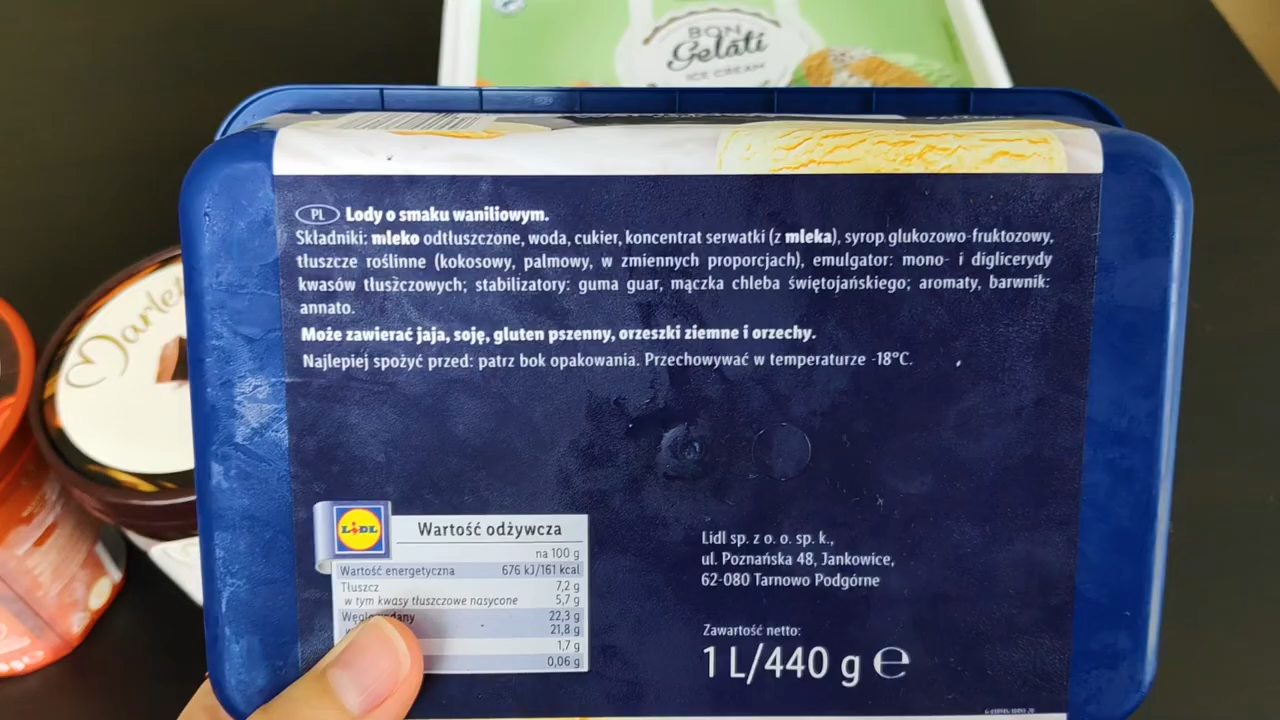 BON
Gelati
ICE CREAM
Marle
PL Lody o smaku waniliowym.
Składniki: mleko odtłuszczone, woda, cukier, koncentrat serwatki (z mleka), syrop glukozowo-fruktozowy,
tłuszcze roślinne (kokosowy, palmowy, w zmiennych proporcjach), emulgator: mono- i diglicerydy
kwasów tłuszczowych; stabilizatory: guma guar, mączka chleba świętojańskiego; aromaty, barwnik:
annato.
Może zawierać jaja, soję, gluten pszenny, orzeszki ziemne i orzechy.
Najlepiej spożyć przed: patrz bok opakowania. Przechowywać w temperaturze -18°C.
LIDL
Wartość odżywcza
na 100 g
Wartość energetyczna 676 kJ/161 kcal
Tłuszcz 7,2 g
w tym kwasy tłuszczowe nasycone 5,7 g
22,3 g
21,8 g
1,7 g
0,06 g
Lidl sp. z o. o. sp. k.,
ul. Poznańska 48, Jankowice,
62-080 Tarnowo Podgórne
Zawartość netto:
1 L/440 g e